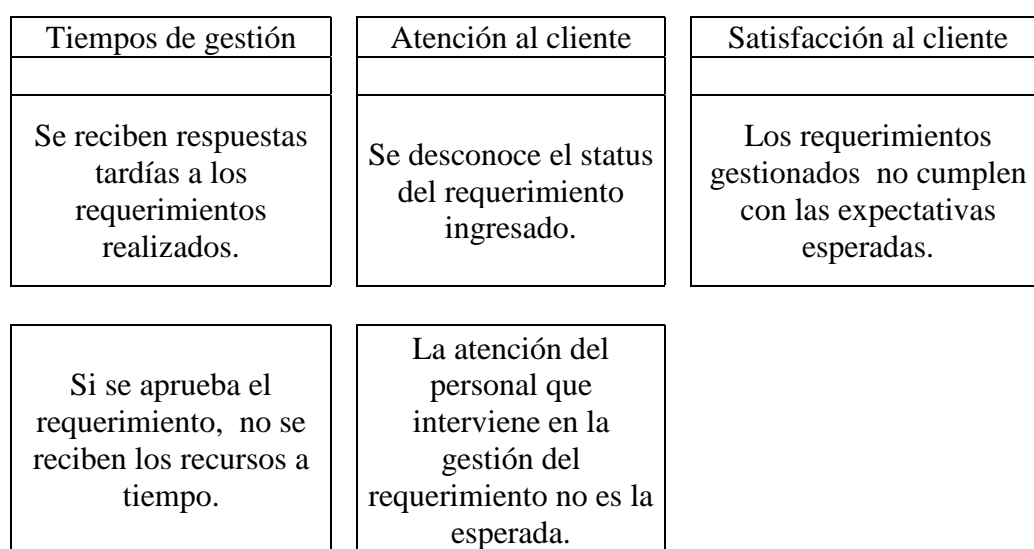 Tiempos de gestión
Se reciben respuestas
tardías a los
requerimientos
realizados.
Si se aprueba el
requerimiento, no se
reciben los recursos a
tiempo.
Atención al cliente
Se desconoce el status
del requerimiento
ingresado.
La atención del
personal que
interviene en la
gestión del
requerimiento no es la
esperada.
Satisfacción al cliente
Los requerimientos
gestionados no cumplen
con las expectativas
esperadas.